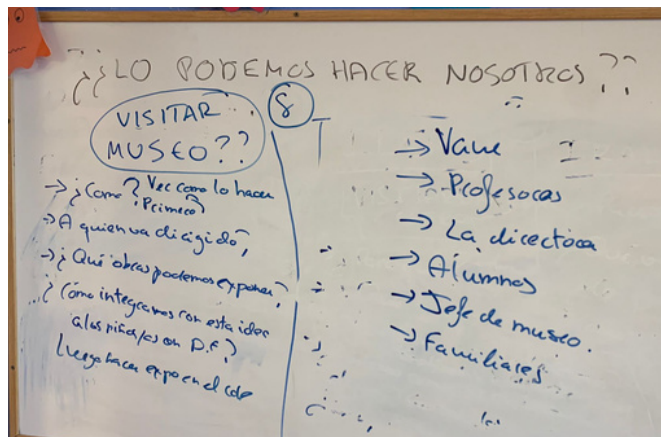 ¿¿LO PODEMOS HACER NOSOTROS??
VISITAR
MUSEO??
8
→ ¿Como? Ver como lo hacen
Primero?
→ A quien va dirigido?
→ ¿Qué obras podemos exponer?
¿Cómo integramos con esta idea
a los niños/as con D.F.?
Luego hacer expo en el cole
→ Vane
→ Profesoras
→ La directora
→ Alumnos
→ Jefe de museo.
→ Familiares